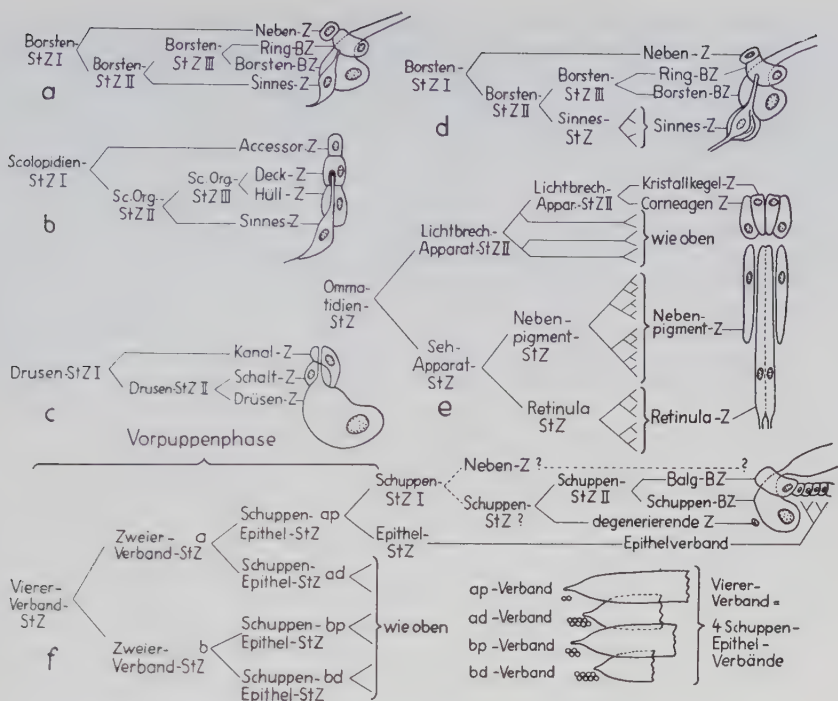 Borsten-
StZ I
Neben-Z
Borsten-
StZ II
Borsten-
StZ III
Ring-BZ
Borsten-BZ
Sinnes-Z
a
Scolopidien-
StZ I
Accessor-Z
Sc.Org-
StZ II
Sc.Org-
StZ III
Deck-Z
Hüll-Z
Sinnes-Z
b
Drusen-StZ I
Kanal-Z
Drusen-StZ II
Schalt-Z
Drüsen-Z
c
Borsten-
StZ I
Neben-Z
Borsten-
StZ II
Borsten-
StZ III
Ring-BZ
Borsten-BZ
Sinnes-
StZ
Sinnes-Z
d
Omma-
tidien-
StZ
Lichtbrech-
Apparat-StZ II
Lichtbrech-
Appar.-StZ II
Kristallkegel-Z
Corneagen Z
wie oben
Seh-
Apparat-
StZ
Neben-
pigment-
StZ
Neben-
pigment-Z
Retinula
StZ
Retinula-Z
e
Vorpuppenphase
Vierer-
Verband-
StZ
Zweier-
Verband-StZ
a
Schuppen-
Epithel-StZ
ap
Schuppen-
StZ I
Neben-Z ?
?
Schuppen-
StZ ?
Schuppen-
StZ II
Balg-BZ
Schuppen-BZ
degenerierende Z
Epithel-
StZ
Epithelverband
Schuppen-
Epithel-StZ
ad
Zweier-
Verband-StZ
b
Schuppen-
Epithel-StZ
bp
Schuppen-
Epithel-StZ
bd
wie oben
f
ap-Verband
ad-Verband
bp-Verband
bd-Verband
Vierer-
Verband=
4 Schuppen-
Epithel-
Verbände